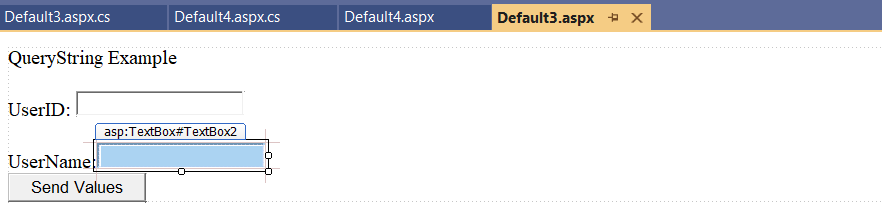 Default3.aspx.cs Default4.aspx.cs Default4.aspx Default3.aspx
QueryString Example
UserID:
asp:TextBox#TextBox2
UserName:
Send Values